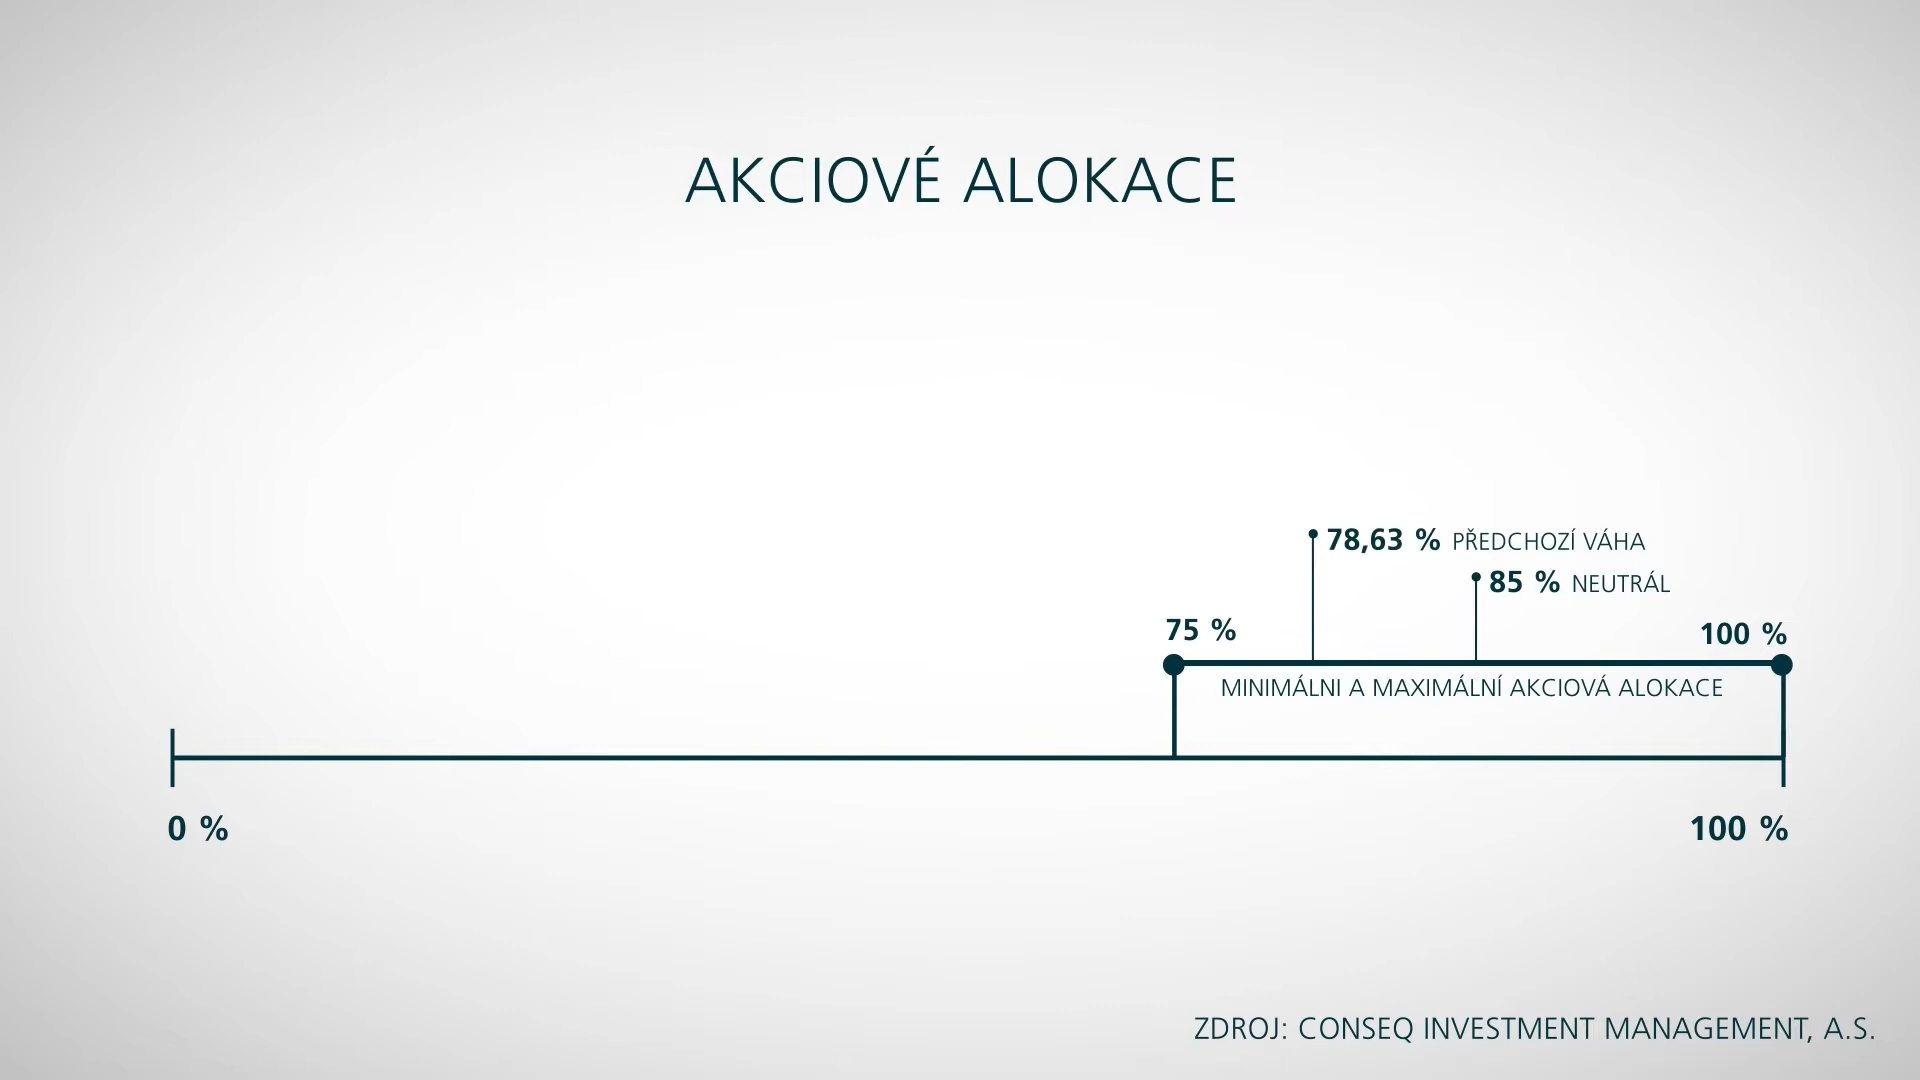 AKCIOVÉ ALOKACE
78,63 % PŘEDCHOZÍ VÁHA
85 % NEUTRÁL
75 %
100 %
MINIMÁLNI A MAXIMÁLNÍ AKCIOVÁ ALOKACE
0 %
100 %
ZDROJ: CONSEQ INVESTMENT MANAGEMENT, A.S.